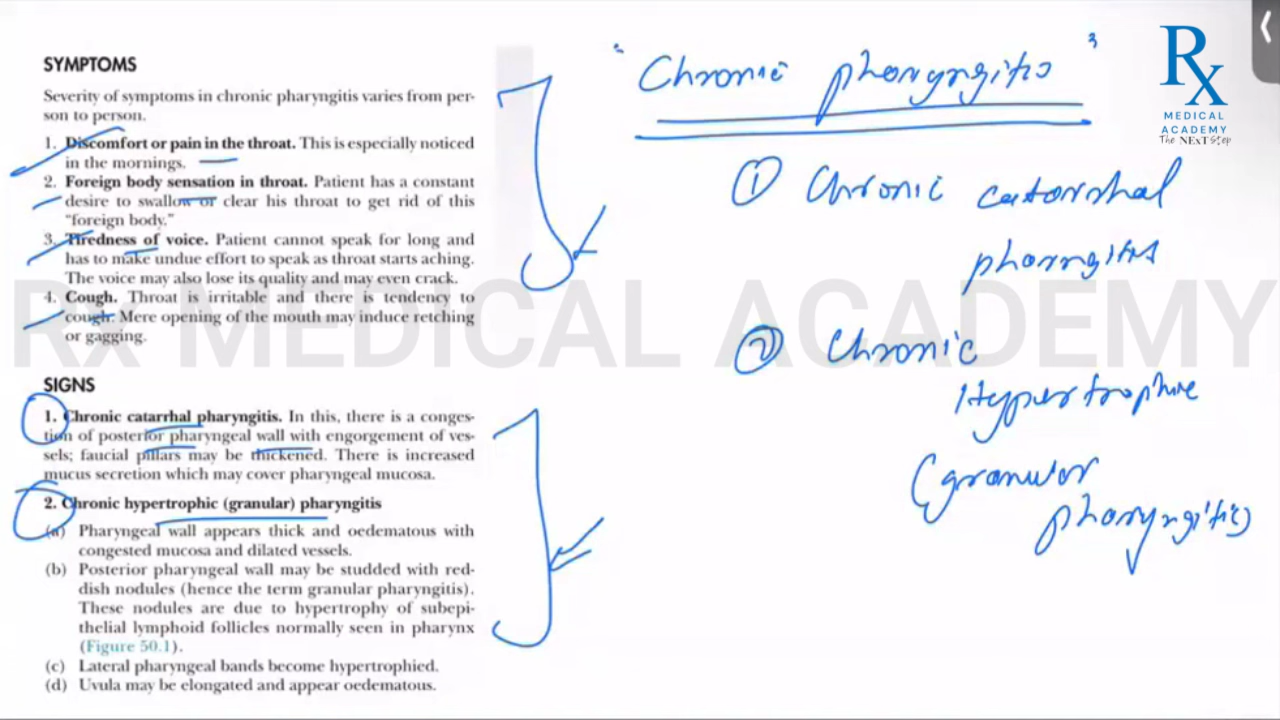 SYMPTOMS
Severity of symptoms in chronic pharyngitis varies from per-
son to person.
1. Discomfort or pain in the throat. This is especially noticed
in the mornings.
2. Foreign body sensation in throat. Patient has a constant
desire to swallow or clear his throat to get rid of this
"foreign body."
3. Tiredness of voice. Patient cannot speak for long and
has to make undue effort to speak as throat starts aching.
The voice may also lose its quality and may even crack.
4. Cough. Throat is irritable and there is tendency to
cough. Mere opening of the mouth may induce retching
or gagging.
SIGNS
1. Chronic catarrhal pharyngitis. In this, there is a conges-
tion of posterior pharyngeal wall with engorgement of ves-
sels; faucial pillars may be thickened. There is increased
mucus secretion which may cover pharyngeal mucosa.
2. Chronic hypertrophic (granular) pharyngitis
(a) Pharyngeal wall appears thick and oedematous with
congested mucosa and dilated vessels.
(b) Posterior pharyngeal wall may be studded with red-
dish nodules (hence the term granular pharyngitis).
These nodules are due to hypertrophy of subepi-
thelial lymphoid follicles normally seen in pharynx
(Figure 50.1).
(c) Lateral pharyngeal bands become hypertrophied.
(d) Uvula may be elongated and appear oedematous.
"Chronic pharyngitis"
① Chronic catarrhal
pharyngitis
② Chronic
Hypertrophic
(granular
pharyngitis)
Rx
MEDICAL
ACADEMY
The NExT Step
Rx MEDICAL ACADEMY